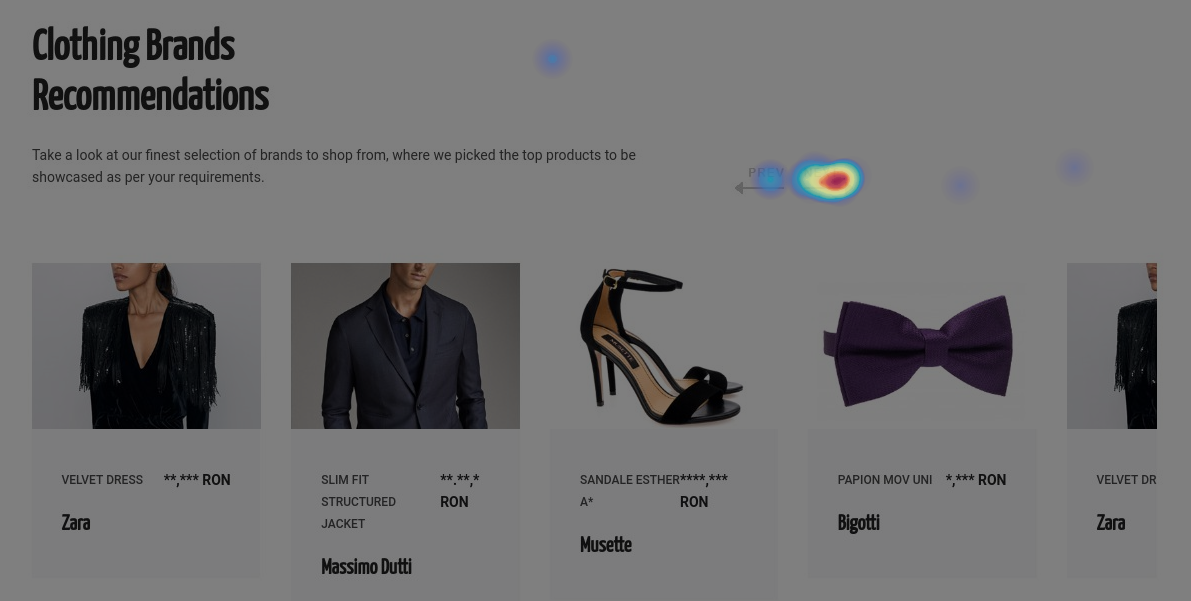 Clothing Brands
Recommendations
Take a look at our finest selection of brands to shop from, where we picked the top products to be
showcased as per your requirements.
PREV
VELVET DRESS **,*** RON
Zara
SLIM FIT
STRUCTURED
JACKET
**.**,*
RON
Massimo Dutti
SANDALE ESTHER
A*
****,***
RON
Musette
PAPION MOV UNI *,*** RON
Bigotti
VELVET DR
Zara